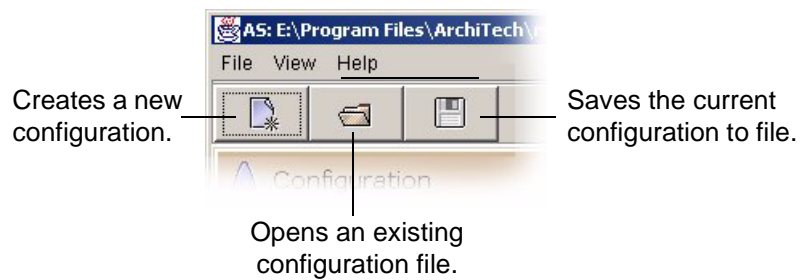 AS: E:\Program Files\ArchiTech\
File View Help
Creates a new
configuration.
Saves the current
configuration to file.
Configuration
Opens an existing
configuration file.